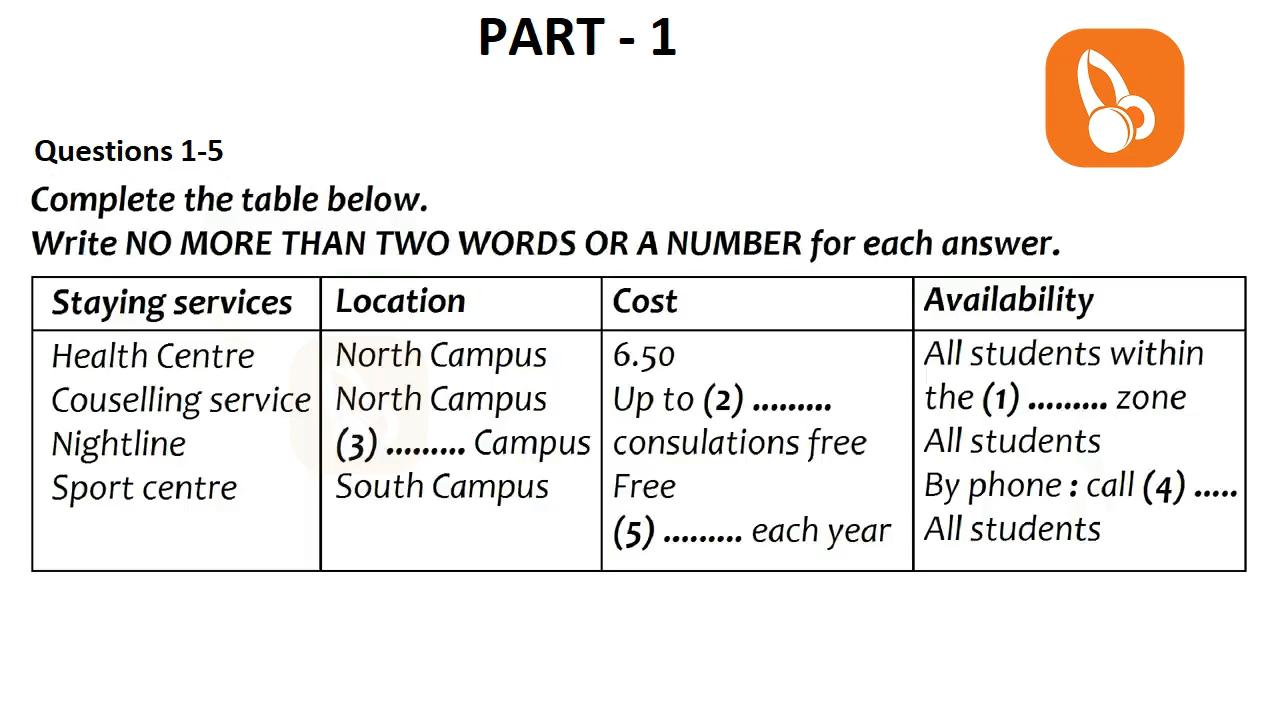 PART - 1
Questions 1-5
Complete the table below.
Write NO MORE THAN TWO WORDS OR A NUMBER for each answer.
Staying services Location Cost Availability
Health Centre North Campus 6.50 All students within
Couselling service North Campus Up to (2) ......... the (1) ......... zone
Nightline (3) ......... Campus consulations free All students
Sport centre South Campus Free By phone : call (4) .....
(5) ......... each year All students